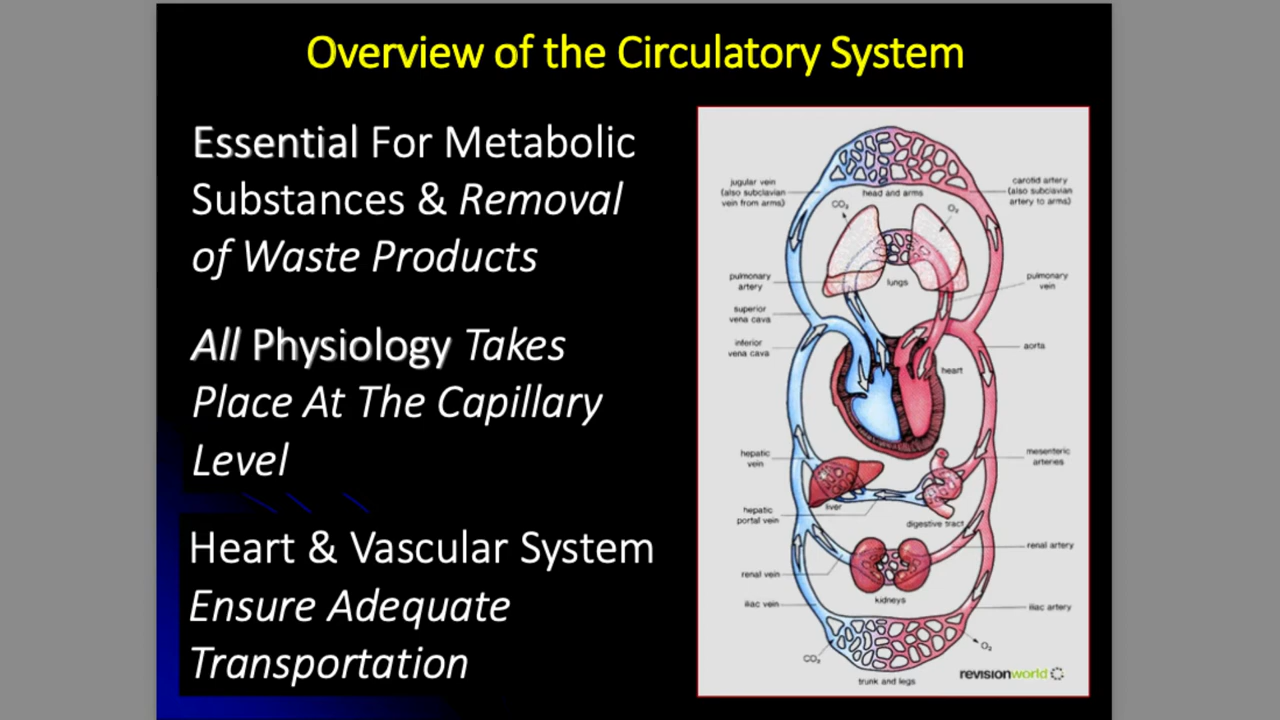 Overview of the Circulatory System
Essential For Metabolic
Substances & Removal
of Waste Products
All Physiology Takes
Place At The Capillary
Level
Heart & Vascular System
Ensure Adequate
Transportation
jugular vein
(also subclavian
vein from arms)
head and arms
carotid artery
(also subclavian
artery to arms)
CO₂
O₂
pulmonary
artery
lungs
pulmonary
vein
superior
vena cava
inferior
vena cava
aorta
heart
hepatic
vein
mesenteric
arteries
liver
hepatic
portal vein
digestive tract
renal artery
renal vein
kidneys
iliac vein
iliac artery
CO₂
O₂
trunk and legs
revisionworld